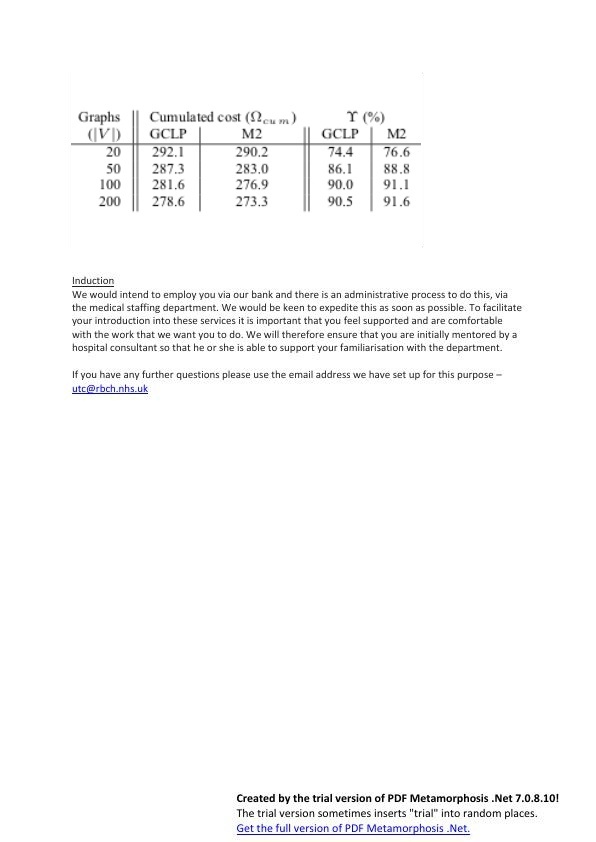 Graphs Cumulated cost (Ω_cum) ϒ (%)
(|V|) GCLP M2 GCLP M2
20 292.1 290.2 74.4 76.6
50 287.3 283.0 86.1 88.8
100 281.6 276.9 90.0 91.1
200 278.6 273.3 90.5 91.6
Induction
We would intend to employ you via our bank and there is an administrative process to do this, via
the medical staffing department. We would be keen to expedite this as soon as possible. To facilitate
your introduction into these services it is important that you feel supported and are comfortable
with the work that we want you to do. We will therefore ensure that you are initially mentored by a
hospital consultant so that he or she is able to support your familiarisation with the department.
If you have any further questions please use the email address we have set up for this purpose –
utc@rbch.nhs.uk
Created by the trial version of PDF Metamorphosis .Net 7.0.8.10!
The trial version sometimes inserts "trial" into random places.
Get the full version of PDF Metamorphosis .Net.